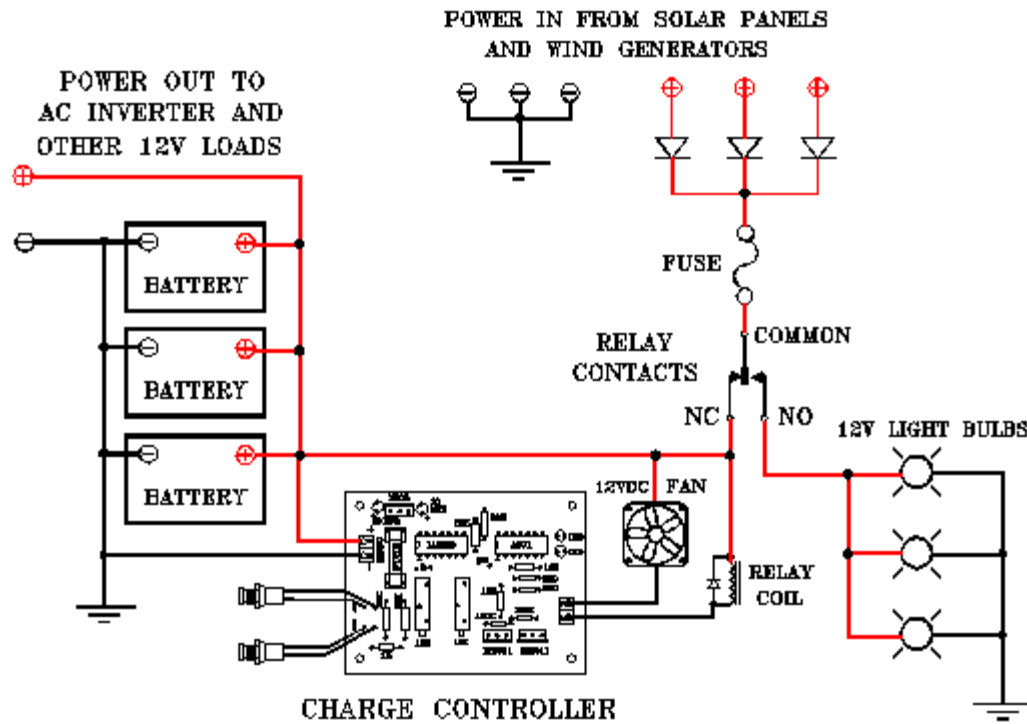 POWER IN FROM SOLAR PANELS
AND WIND GENERATORS
POWER OUT TO
AC INVERTER AND
OTHER 12V LOADS
BATTERY
BATTERY
BATTERY
FUSE
COMMON
RELAY
CONTACTS
NC
NO
12V LIGHT BULBS
12VDC FAN
RELAY
COIL
CHARGE CONTROLLER